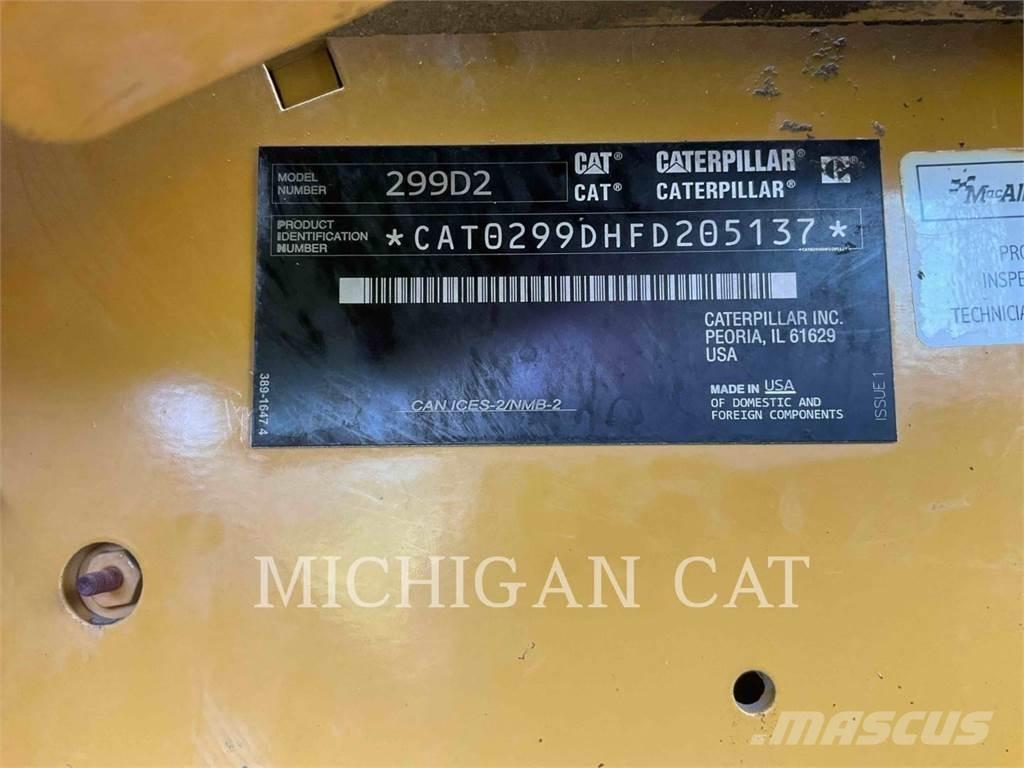 MODEL NUMBER 299D2
CAT® CATERPILLAR®
CAT® CATERPILLAR®
PRODUCT IDENTIFICATION NUMBER *CAT0299DHFD205137*
CATERPILLAR INC.
PEORIA, IL 61629
USA
MADE IN USA
OF DOMESTIC AND
FOREIGN COMPONENTS
CAN ICES-2/NMB-2
389-1647 4
ISSUE 1
PRO
INSPE
TECHNICIA
MICHIGAN CAT
MASCUS